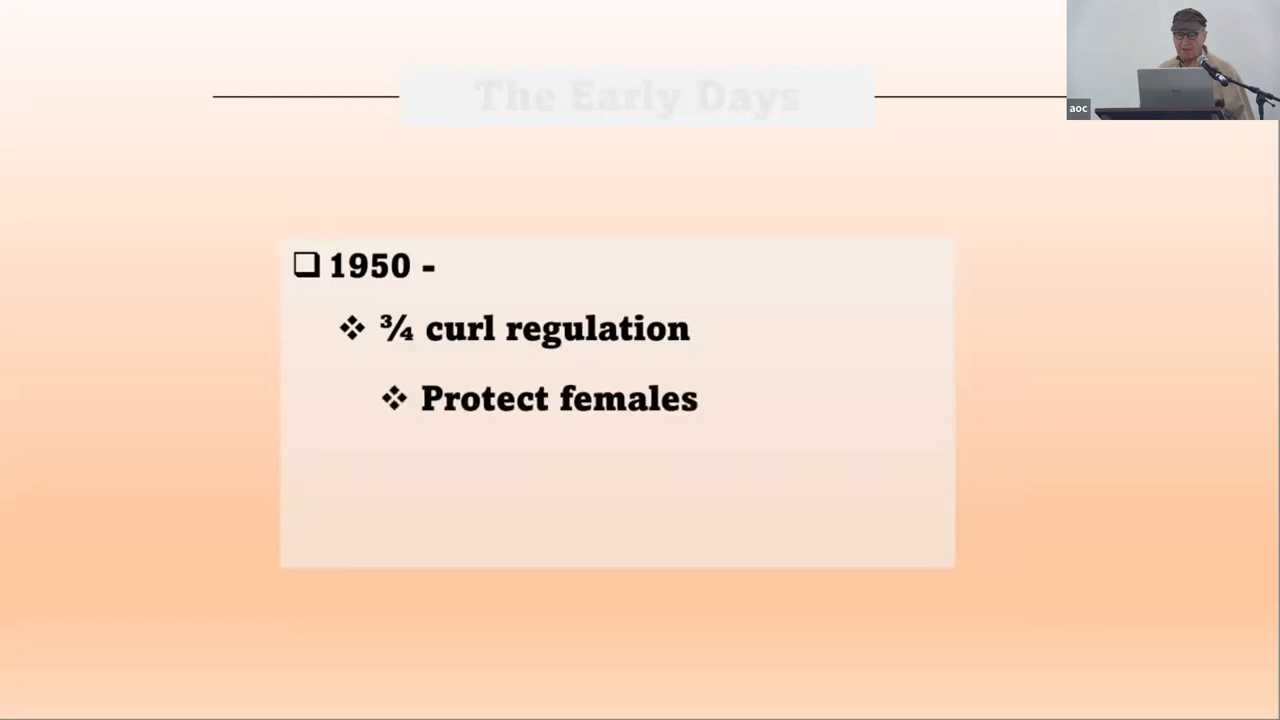 The Early Days
aoc
❑ 1950 -
❖ ¾ curl regulation
❖ Protect females